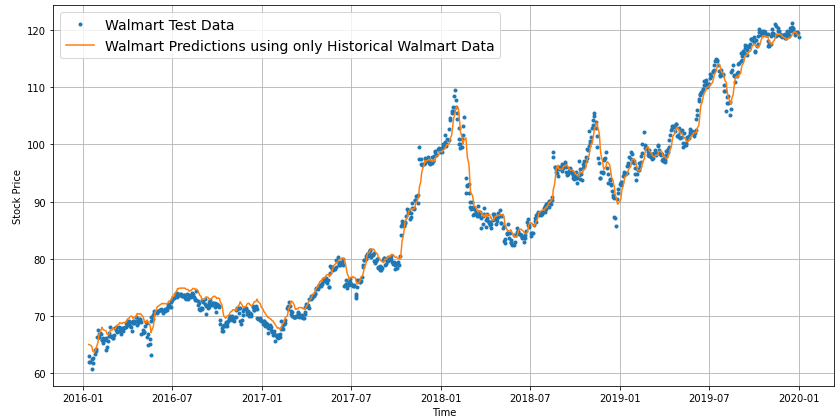 Walmart Test Data
Walmart Predictions using only Historical Walmart Data
Stock Price
120
110
100
90
80
70
60
2016-01 2016-07 2017-01 2017-07 2018-01 2018-07 2019-01 2019-07 2020-01
Time